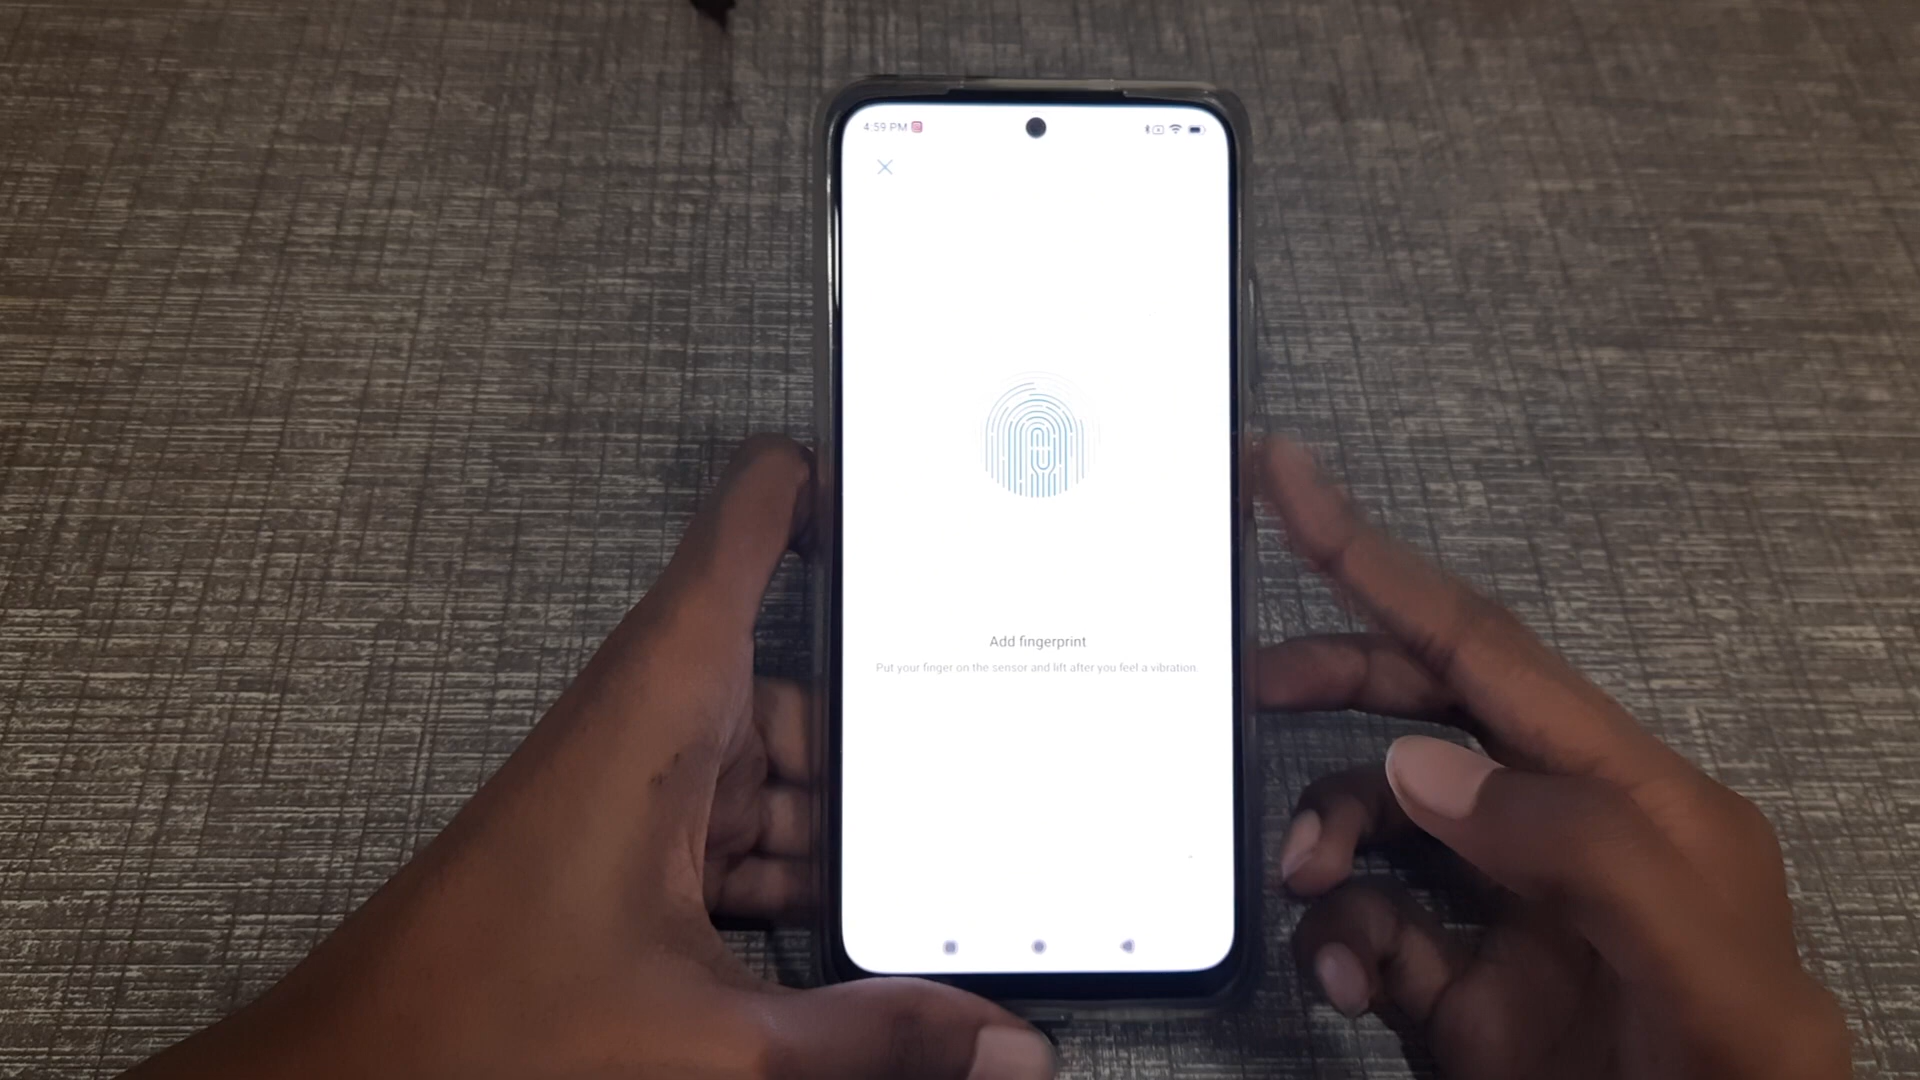 4:59 PM
Add fingerprint
Put your finger on the sensor and lift after you feel a vibration.